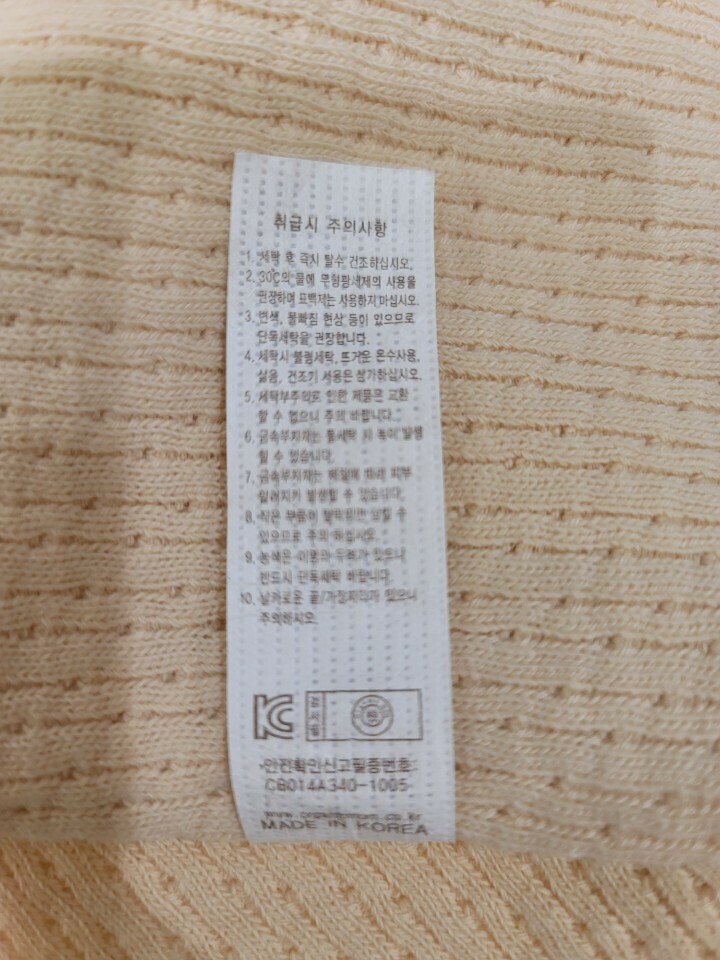 취급시 주의사항
1. 세탁 후 즉시 탈수 건조하십시오.
2. 30℃의 물에 무형광세제의 사용을
권장하며 표백제는 사용하지 마십시오.
3. 변색, 물빠짐 현상 등이 있으므로
단독세탁을 권장합니다.
4. 세탁시 불림세탁, 뜨거운 온수사용,
삶음, 건조기 사용은 삼가하십시오.
5. 세탁부주의로 인한 제품은 교환
할 수 없으니 주의 바랍니다.
6. 금속부자재는 물세탁 시 녹이 발생
될 수 있습니다.
7. 금속부자재는 체질에 따라 피부
알러지가 발생할 수 있습니다.
8. 작은 부품이 탈락되면 삼킬 수
있으므로 주의 하십시오.
9. 농색은 이염의 우려가 있으니
반드시 단독세탁 바랍니다.
10. 날카로운 끝/가장자리가 있으니
주의하시오
KC
검사필
안전확인신고필증번호:
CB014A340-1005
MADE IN KOREA